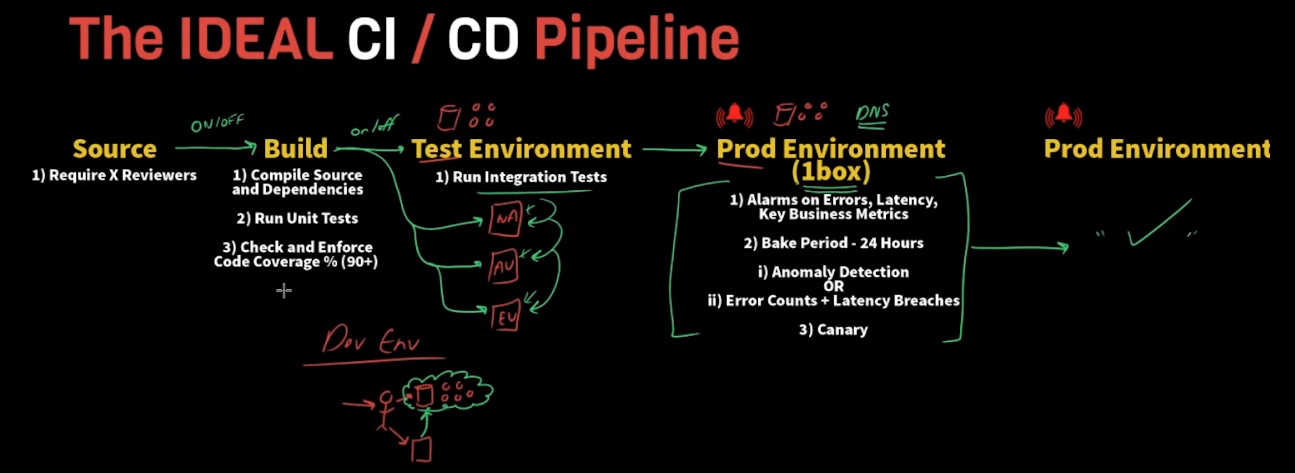 The IDEAL CI / CD Pipeline
ON/OFF
on/off
DNS
Source
Build
Test Environment
Prod Environment
(1box)
Prod Environment
1) Require X Reviewers
1) Compile Source
and Dependencies
2) Run Unit Tests
3) Check and Enforce
Code Coverage % (90+)
1) Run Integration Tests
NA
AU
EU
1) Alarms on Errors, Latency,
Key Business Metrics
2) Bake Period - 24 Hours
i) Anomaly Detection
OR
ii) Error Counts + Latency Breaches
3) Canary
Dev Env